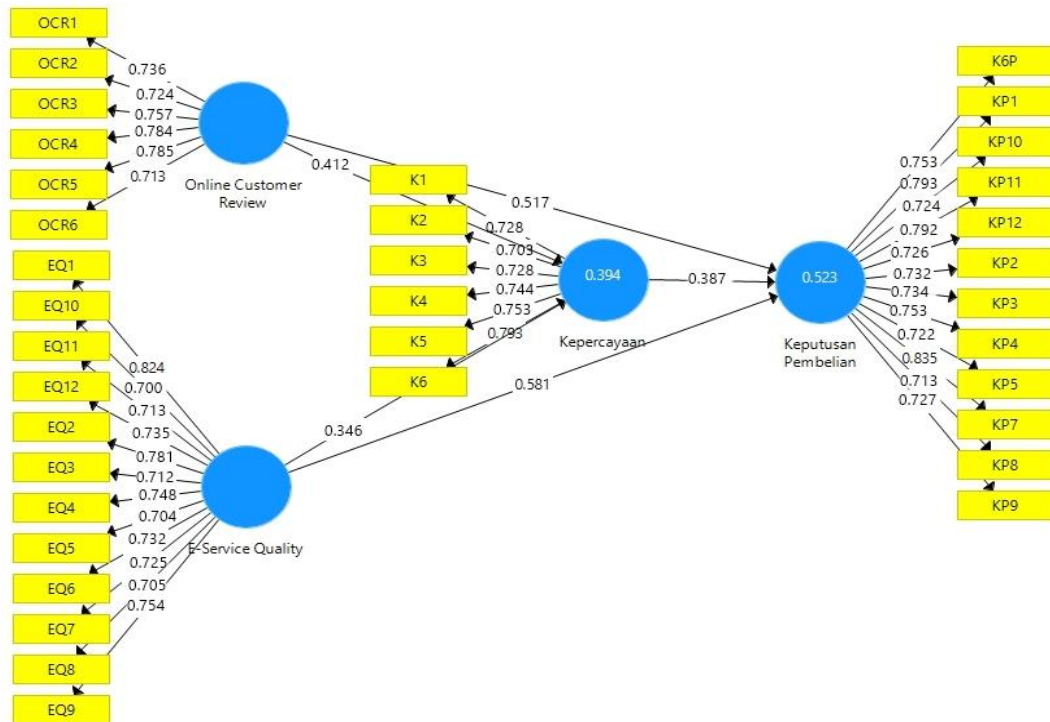 OCR1
OCR2
OCR3
OCR4
OCR5
OCR6
0.736
0.724
0.757
0.784
0.785
0.713
Online Customer
Review
EQ1
EQ10
EQ11
EQ12
EQ2
EQ3
EQ4
EQ5
EQ6
EQ7
EQ8
EQ9
0.824
0.700
0.713
0.735
0.781
0.712
0.748
0.704
0.732
0.725
0.705
0.754
E-Service Quality
0.412
0.517
0.346
0.581
K1
K2
K3
K4
K5
K6
0.728
0.703
0.728
0.744
0.753
0.793
0.394
Kepercayaan
0.387
0.523
Keputusan
Pembelian
0.753
0.793
0.724
0.792
0.726
0.732
0.734
0.753
0.722
0.835
0.713
0.727
K6P
KP1
KP10
KP11
KP12
KP2
KP3
KP4
KP5
KP7
KP8
KP9